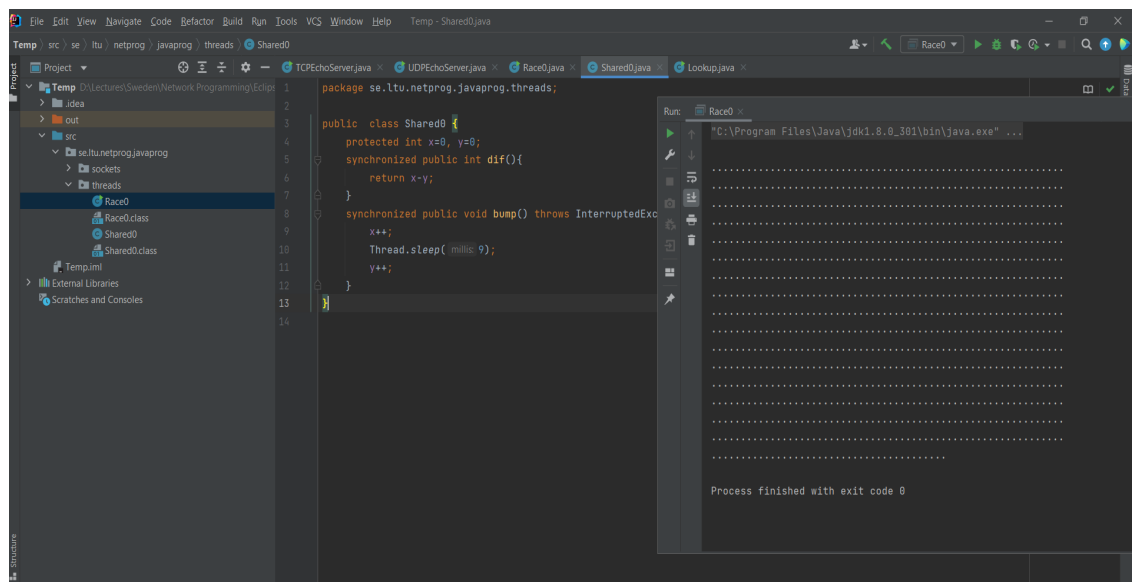 File Edit View Navigate Code Refactor Build Run Tools VCS Window Help Temp - Shared0.java
Temp src se ltu netprog javaprog threads Shared0 Race0
Project TCPEchoServer.java UDPEchoServer.java Race0.java Shared0.java Lookup.java
Project
Temp D:\Lectures\Sweden\Network Programming\Eclips
.idea
out
src
se.ltu.netprog.javaprog
sockets
threads
Race0
Race0.class
Shared0
Shared0.class
Temp.iml
External Libraries
Scratches and Consoles
Structure
1 package se.ltu.netprog.javaprog.threads;
2
3 public class Shared0 {
4 protected int x=0, y=0;
5 synchronized public int dif(){
6 return x-y;
7 }
8 synchronized public void bump() throws InterruptedExc
9 x++;
10 Thread.sleep( millis: 9);
11 y++;
12 }
13 }
14
Data
Run: Race0
"C:\Program Files\Java\jdk1.8.0_301\bin\java.exe" ...
Process finished with exit code 0